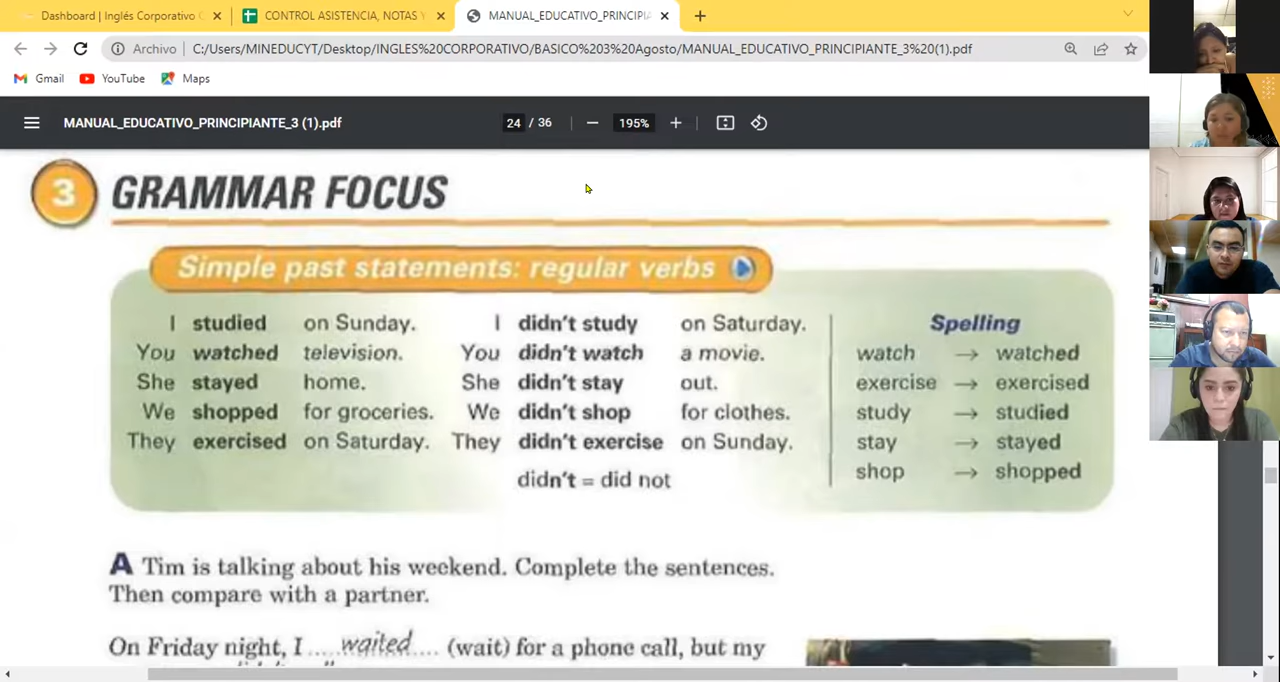 Dashboard | Inglés Corporativo
CONTROL ASISTENCIA, NOTAS Y
MANUAL_EDUCATIVO_PRINCIPIA
Archivo | C:/Users/MINEDUCYT/Desktop/INGLES%20CORPORATIVO/BASICO%203%20Agosto/MANUAL_EDUCATIVO_PRINCIPIANTE_3%20(1).pdf
Gmail YouTube Maps
MANUAL_EDUCATIVO_PRINCIPIANTE_3 (1).pdf 24 / 36 195%
3 GRAMMAR FOCUS
Simple past statements: regular verbs
I studied on Sunday. I didn't study on Saturday. Spelling
You watched television. You didn't watch a movie. watch → watched
She stayed home. She didn't stay out. exercise → exercised
We shopped for groceries. We didn't shop for clothes. study → studied
They exercised on Saturday. They didn't exercise on Sunday. stay → stayed
didn't = did not shop → shopped
A Tim is talking about his weekend. Complete the sentences.
Then compare with a partner.
On Friday night, I .... waited .... (wait) for a phone call, but my